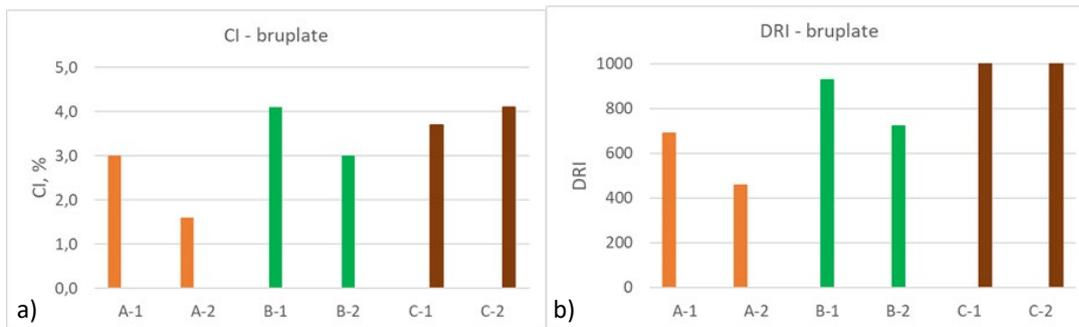 CI - bruplate
5,0
4,0
3,0
2,0
1,0
0,0
CI, %
A-1 A-2 B-1 B-2 C-1 C-2
a)
DRI - bruplate
1000
800
600
400
200
0
DRI
A-1 A-2 B-1 B-2 C-1 C-2
b)